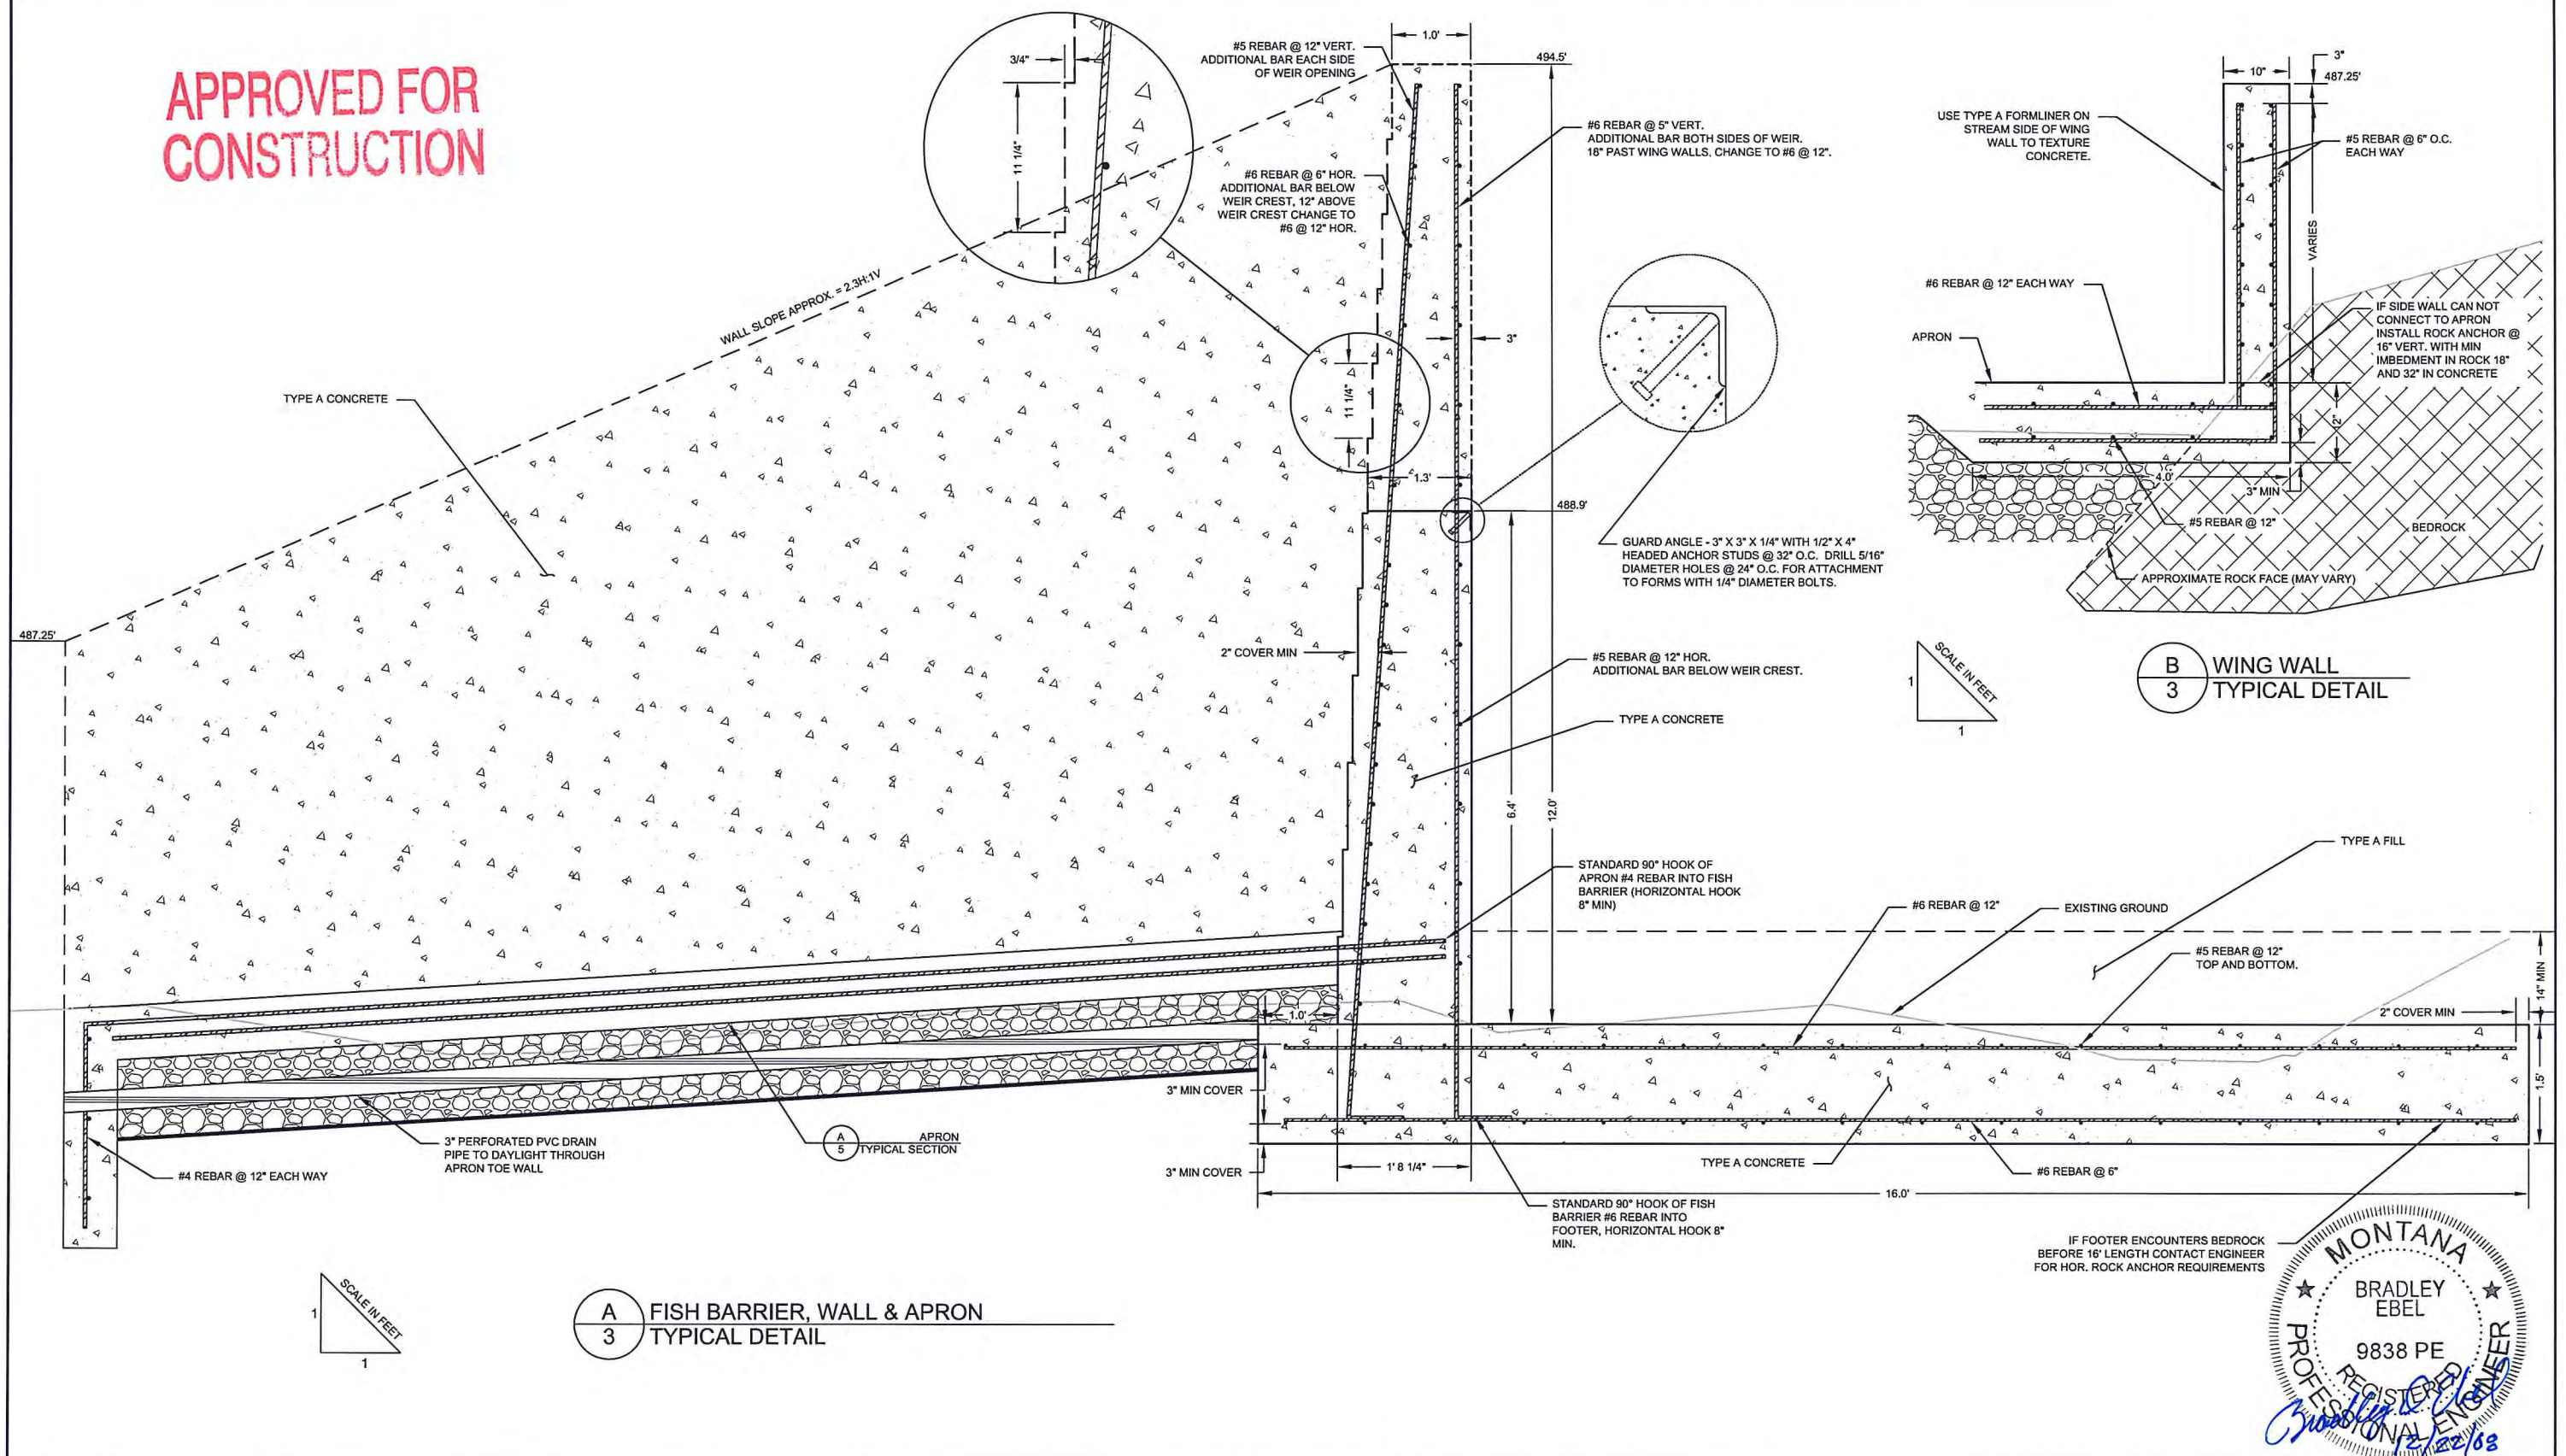 APPROVED FOR
CONSTRUCTION
3/4"
11 1/4"
#5 REBAR @ 12" VERT.
ADDITIONAL BAR EACH SIDE
OF WEIR OPENING
1.0'
494.5'
#6 REBAR @ 6" HOR.
ADDITIONAL BAR BELOW
WEIR CREST, 12" ABOVE
WEIR CREST CHANGE TO
#6 @ 12" HOR.
#6 REBAR @ 5" VERT.
ADDITIONAL BAR BOTH SIDES OF WEIR.
18" PAST WING WALLS, CHANGE TO #6 @ 12".
WALL SLOPE APPROX. = 2.3H:1V
TYPE A CONCRETE
3"
11 1/4"
1.3'
488.9'
GUARD ANGLE - 3" X 3" X 1/4" WITH 1/2" X 4"
HEADED ANCHOR STUDS @ 32" O.C. DRILL 5/16"
DIAMETER HOLES @ 24" O.C. FOR ATTACHMENT
TO FORMS WITH 1/4" DIAMETER BOLTS.
487.25'
2" COVER MIN
#5 REBAR @ 12" HOR.
ADDITIONAL BAR BELOW WEIR CREST.
TYPE A CONCRETE
6.4'
12.0'
STANDARD 90° HOOK OF
APRON #4 REBAR INTO FISH
BARRIER (HORIZONTAL HOOK
8" MIN)
#6 REBAR @ 12"
EXISTING GROUND
TYPE A FILL
#5 REBAR @ 12"
TOP AND BOTTOM.
14" MIN
2" COVER MIN
1.5'
1.0'
3" MIN COVER
3" MIN COVER
3" PERFORATED PVC DRAIN
PIPE TO DAYLIGHT THROUGH
APRON TOE WALL
#4 REBAR @ 12" EACH WAY
A
5
APRON
TYPICAL SECTION
1' 8 1/4"
16.0'
TYPE A CONCRETE
#6 REBAR @ 6"
STANDARD 90° HOOK OF FISH
BARRIER #6 REBAR INTO
FOOTER, HORIZONTAL HOOK 8"
MIN.
IF FOOTER ENCOUNTERS BEDROCK
BEFORE 16' LENGTH CONTACT ENGINEER
FOR HOR. ROCK ANCHOR REQUIREMENTS
1
SCALE IN FEET
1
A
3
FISH BARRIER, WALL & APRON
TYPICAL DETAIL
10"
3"
487.25'
USE TYPE A FORMLINER ON
STREAM SIDE OF WING
WALL TO TEXTURE
CONCRETE.
#5 REBAR @ 6" O.C.
EACH WAY
VARIES
#6 REBAR @ 12" EACH WAY
APRON
IF SIDE WALL CAN NOT
CONNECT TO APRON
INSTALL ROCK ANCHOR @
16" VERT. WITH MIN
IMBEDMENT IN ROCK 18"
AND 32" IN CONCRETE
4.0'
3" MIN
#5 REBAR @ 12"
BEDROCK
APPROXIMATE ROCK FACE (MAY VARY)
1
SCALE IN FEET
1
B
3
WING WALL
TYPICAL DETAIL
MONTANA
BRADLEY
EBEL
9838 PE
REGISTERED
PROFESSIONAL ENGINEER
12/22/08